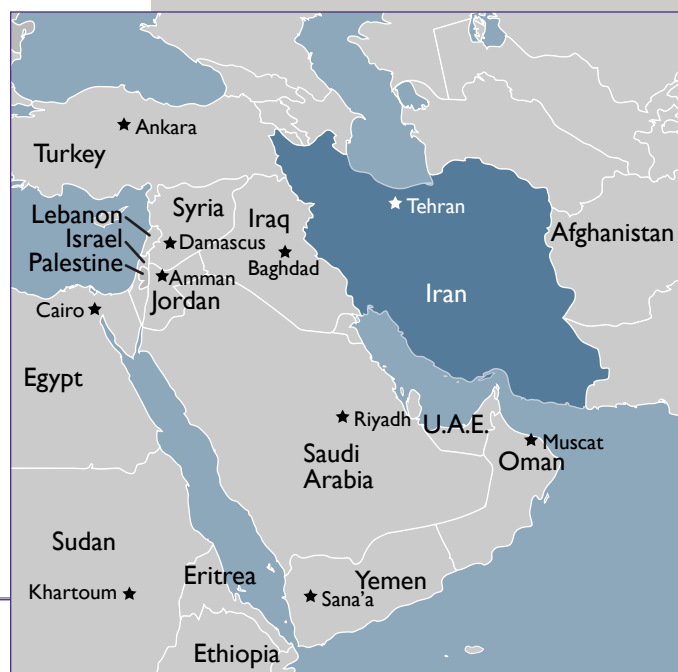 Ankara
Turkey
Lebanon
Syria
Iraq
Tehran
Israel
Damascus
Afghanistan
Palestine
Baghdad
Amman
Iran
Jordan
Cairo
Egypt
Riyadh
U.A.E.
Muscat
Saudi
Arabia
Oman
Sudan
Eritrea
Yemen
Khartoum
Sana’a
Ethiopia